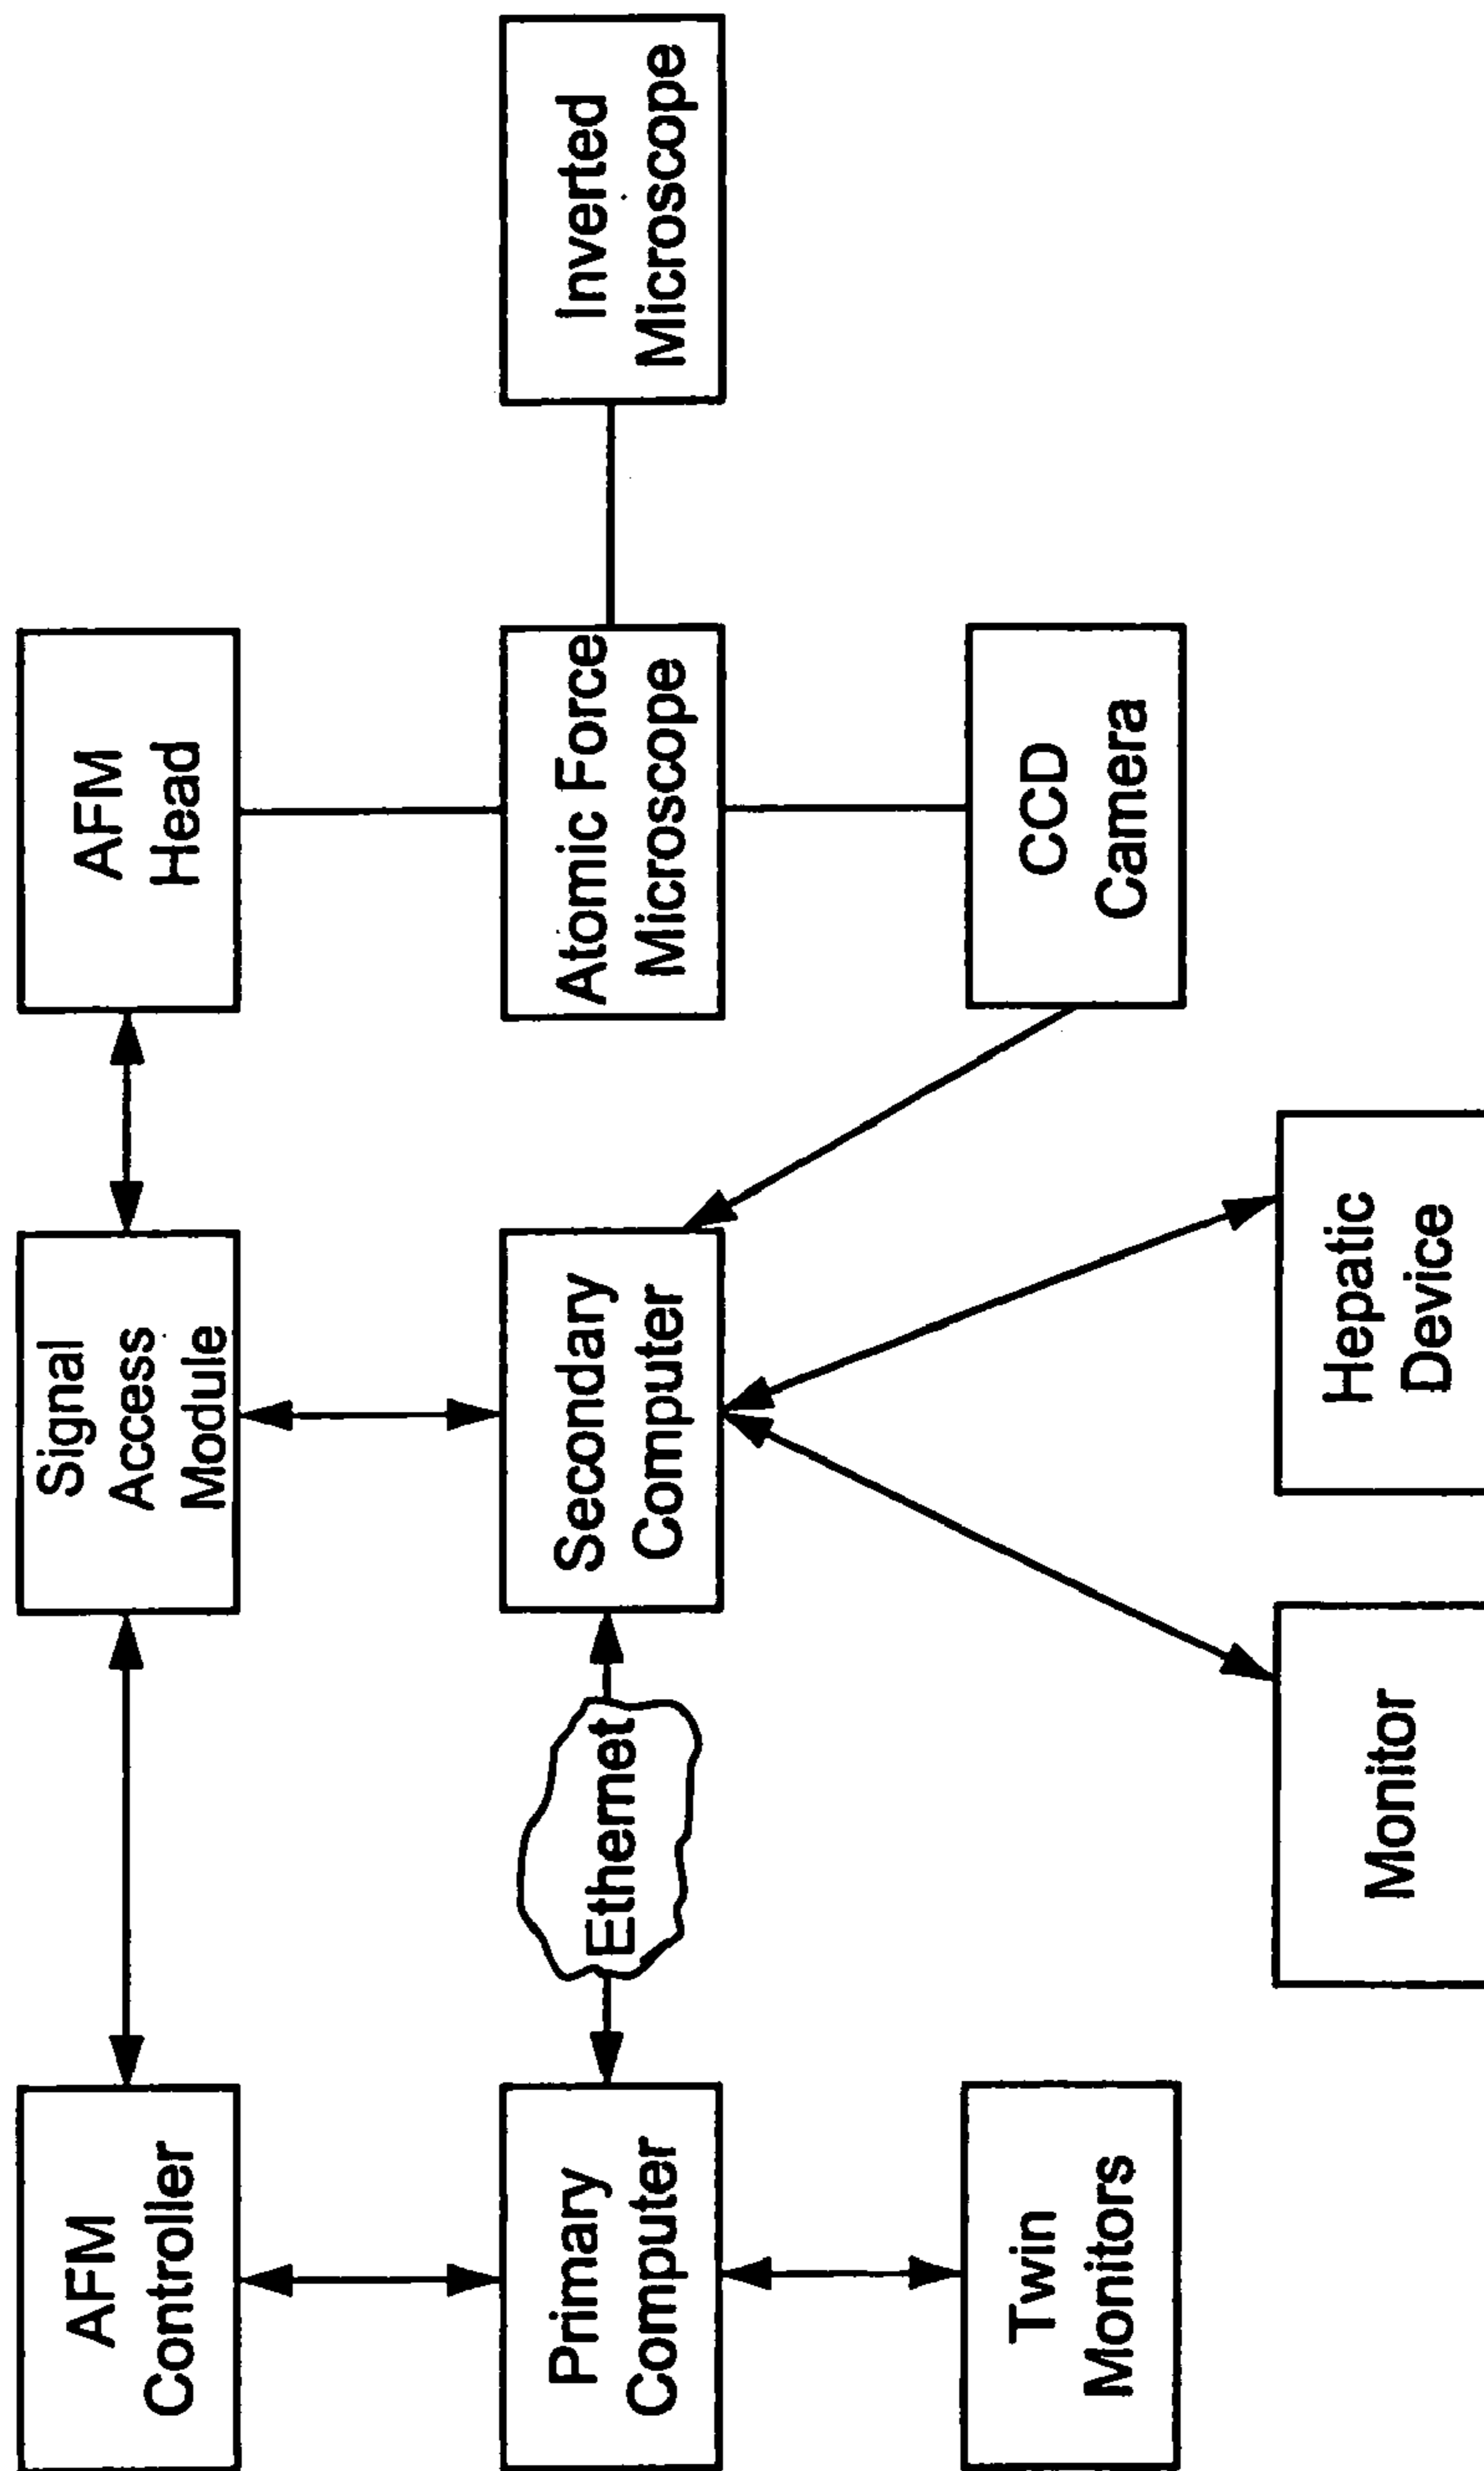 AFM
Controller
Signal
Access
Module
AFM
Head
Primary
Computer
Ethernet
Secondary
Computer
Atomic Force
Microscope
Inverted
Microscope
Twin
Monitors
CCD
Camera
Monitor
Hepatic
Device